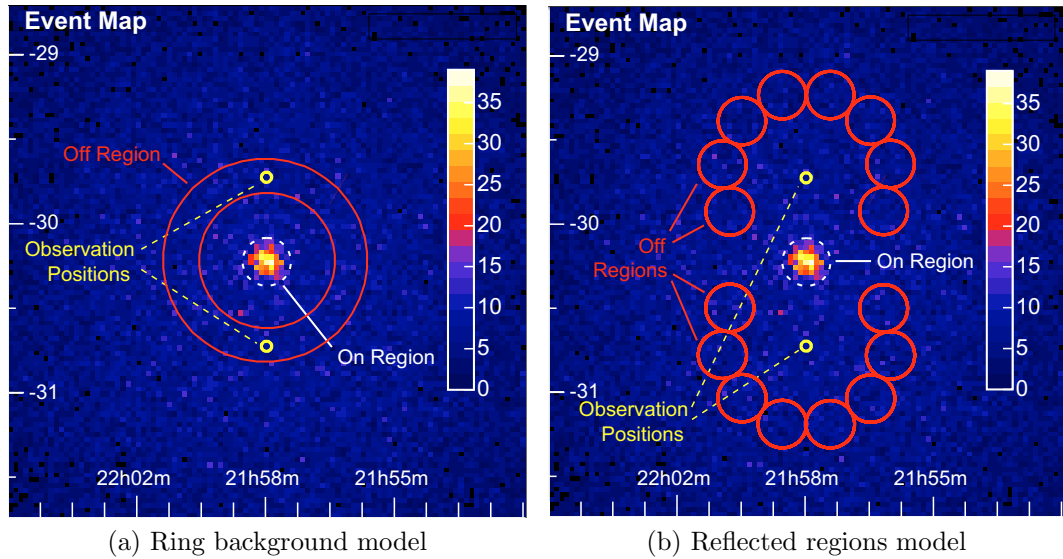 Event Map
-29
-30
-31
Off Region
Observation
Positions
On Region
35
30
25
20
15
10
5
0
22h02m
21h58m
21h55m
(a) Ring background model
Event Map
-29
-30
-31
Off
Regions
On Region
Observation
Positions
35
30
25
20
15
10
5
0
22h02m
21h58m
21h55m
(b) Reflected regions model